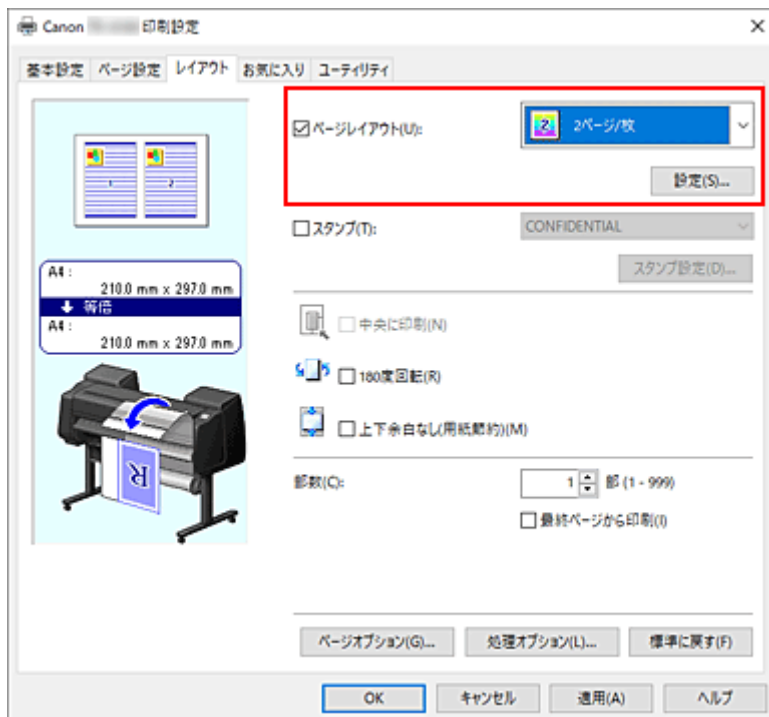 Canon 印刷設定
基本設定 ページ設定 レイアウト お気に入り ユーティリティ
1 2
A4 :
210.0 mm x 297.0 mm
等倍
A4 :
210.0 mm x 297.0 mm
R
ページレイアウト(U):
2 2ページ/枚
設定(S)...
スタンプ(T):
CONFIDENTIAL
スタンプ設定(D)...
中央に印刷(N)
180度回転(R)
上下余白なし(用紙節約)(M)
部数(C):
1 部 (1 - 999)
最終ページから印刷(I)
ページオプション(G)... 処理オプション(L)... 標準に戻す(F)
OK キャンセル 適用(A) ヘルプ